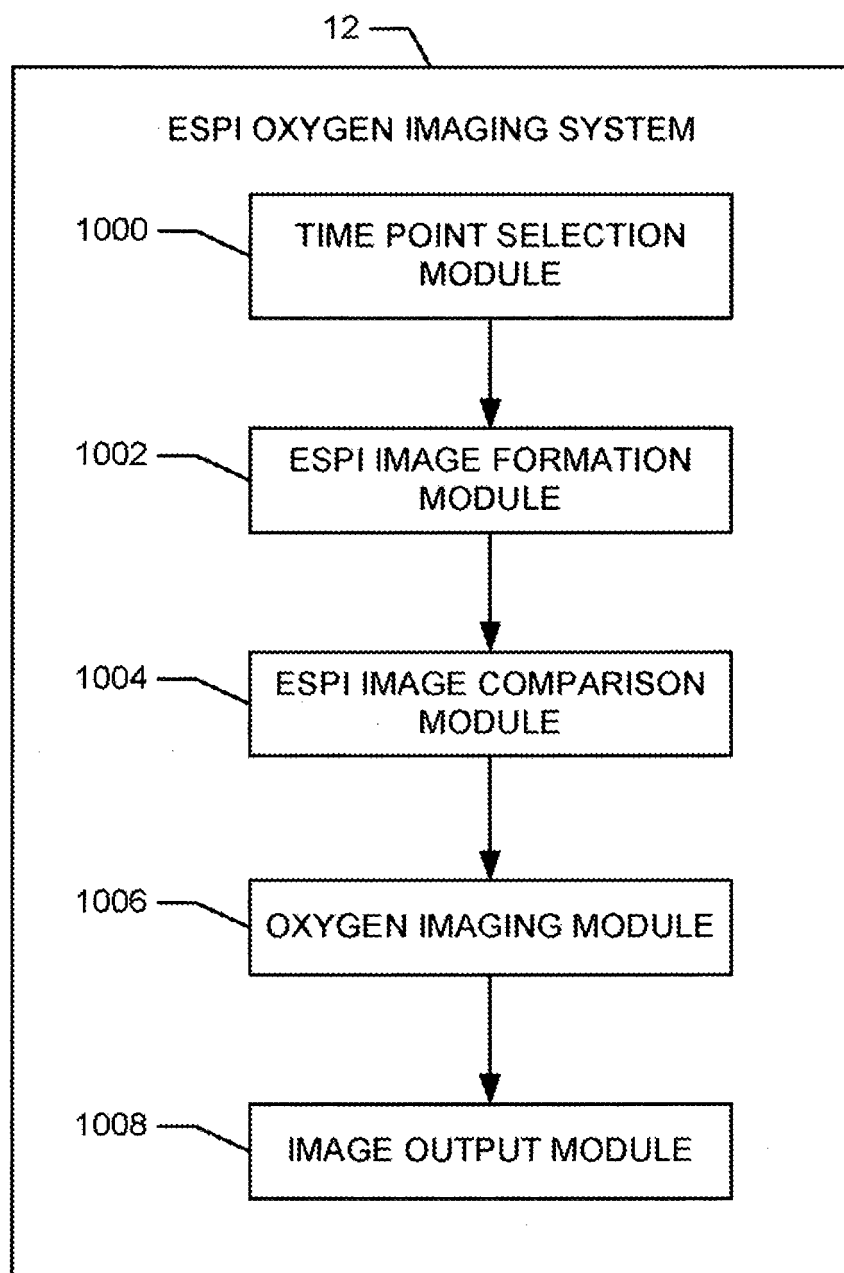 12
ESPI OXYGEN IMAGING SYSTEM
1000
TIME POINT SELECTION
MODULE
1002
ESPI IMAGE FORMATION
MODULE
1004
ESPI IMAGE COMPARISON
MODULE
1006
OXYGEN IMAGING MODULE
1008
IMAGE OUTPUT MODULE